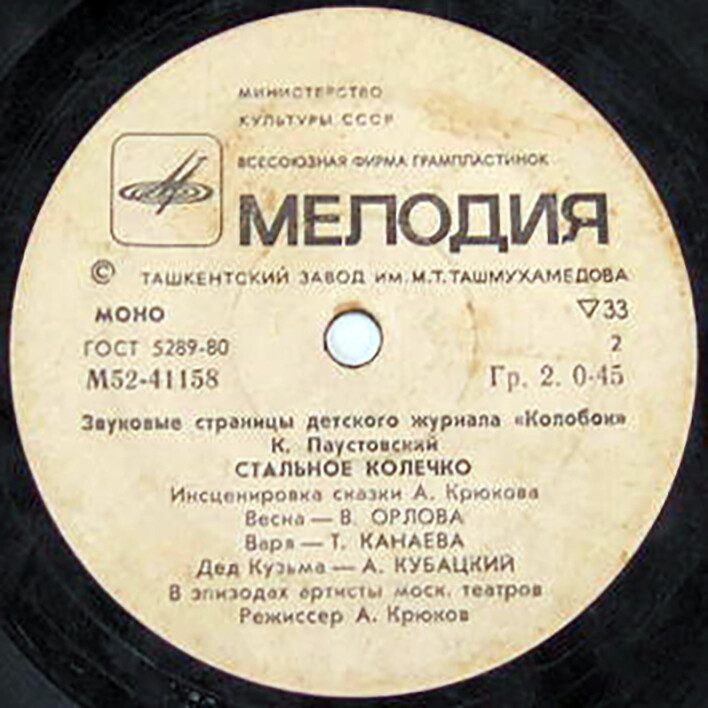 МИНИСТЕРСТВО
КУЛЬТУРЫ СССР
ВСЕСОЮЗНАЯ ФИРМА ГРАМПЛАСТИНОК
МЕЛОДИЯ
© ТАШКЕНТСКИЙ ЗАВОД ИМ. М.Т. ТАШМУХАМЕДОВА
МОНО ▽33
ГОСТ 5289-80 2
М52-41158 Гр. 2. 0-45
Звуковые страницы детского журнала «Колобок»
К. Паустовский
СТАЛЬНОЕ КОЛЕЧКО
Инсценировка сказки А. Крюкова
Весна — В. ОРЛОВА
Варя — Т. КАНАЕВА
Дед Кузьма — А. КУБАЦКИЙ
В эпизодах артисты моск. театров
Режиссер А. Крюков